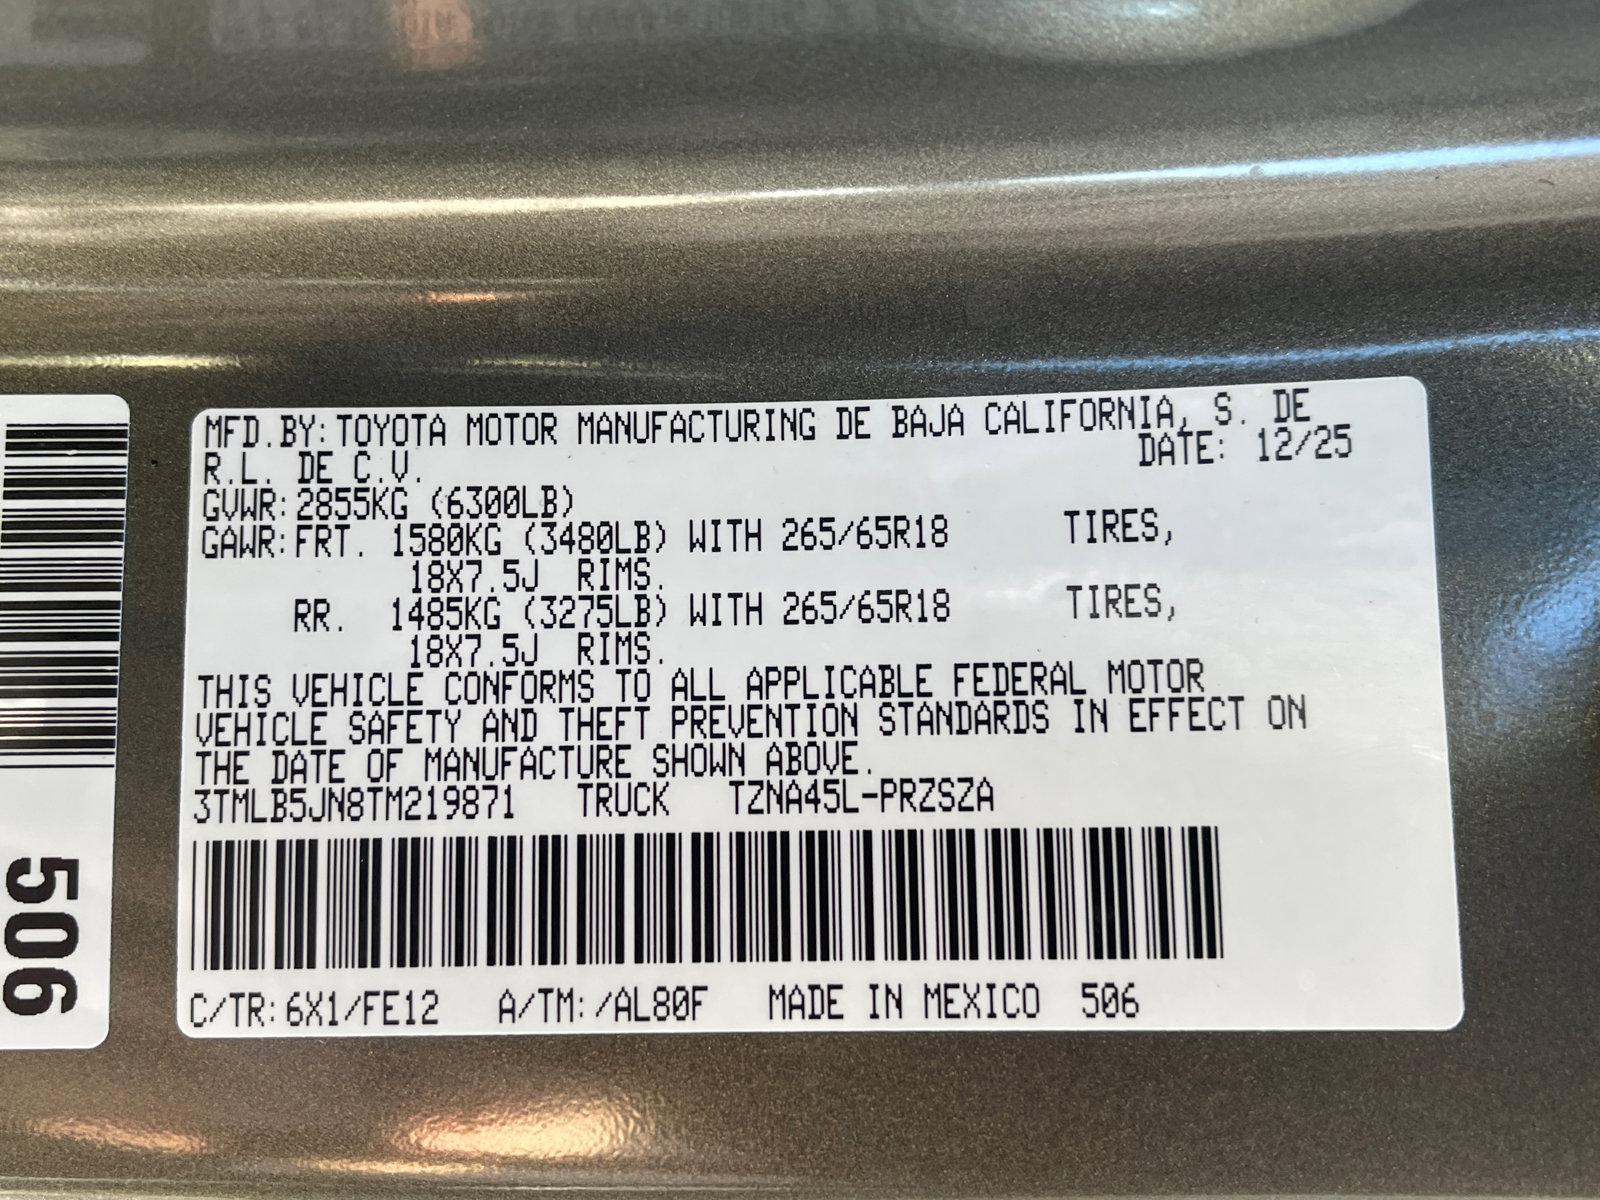 MFD.BY: TOYOTA MOTOR MANUFACTURING DE BAJA CALIFORNIA, S. DE
R.L. DE C.V. DATE: 12/25
GVWR: 2855KG (6300LB)
GAWR: FRT. 1580KG (3480LB) WITH 265/65R18 TIRES,
18X7.5J RIMS.
RR. 1485KG (3275LB) WITH 265/65R18 TIRES,
18X7.5J RIMS.
THIS VEHICLE CONFORMS TO ALL APPLICABLE FEDERAL MOTOR
VEHICLE SAFETY AND THEFT PREVENTION STANDARDS IN EFFECT ON
THE DATE OF MANUFACTURE SHOWN ABOVE.
3TMLB5JN8TM219871 TRUCK TZNA45L-PRZSZA
C/TR: 6X1/FE12 A/TM: /AL80F MADE IN MEXICO 506
506